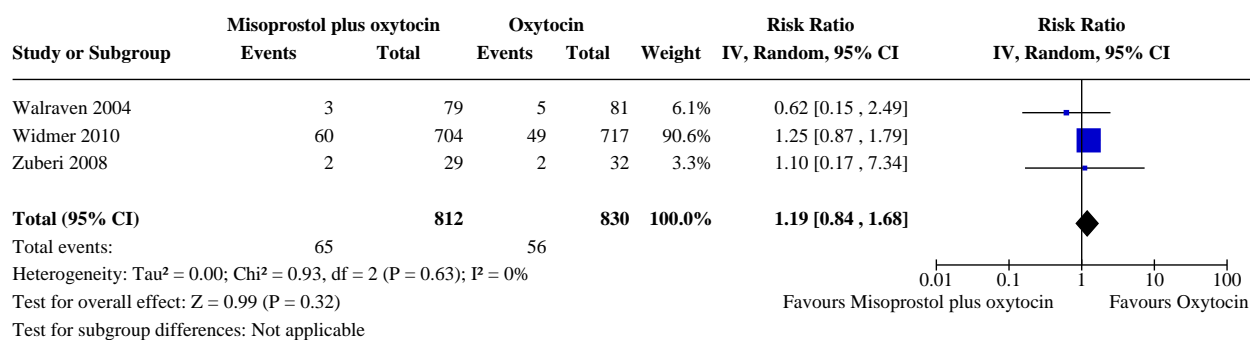 Misoprostol plus oxytocin Oxytocin Risk Ratio Risk Ratio
Study or Subgroup Events Total Events Total Weight IV, Random, 95% CI IV, Random, 95% CI
Walraven 2004 3 79 5 81 6.1% 0.62 [0.15 , 2.49]
Widmer 2010 60 704 49 717 90.6% 1.25 [0.87 , 1.79]
Zuberi 2008 2 29 2 32 3.3% 1.10 [0.17 , 7.34]
Total (95% CI) 812 830 100.0% 1.19 [0.84 , 1.68]
Total events: 65 56
Heterogeneity: Tau² = 0.00; Chi² = 0.93, df = 2 (P = 0.63); I² = 0%
0.01 0.1 1 10 100
Test for overall effect: Z = 0.99 (P = 0.32)
Favours Misoprostol plus oxytocin Favours Oxytocin
Test for subgroup differences: Not applicable